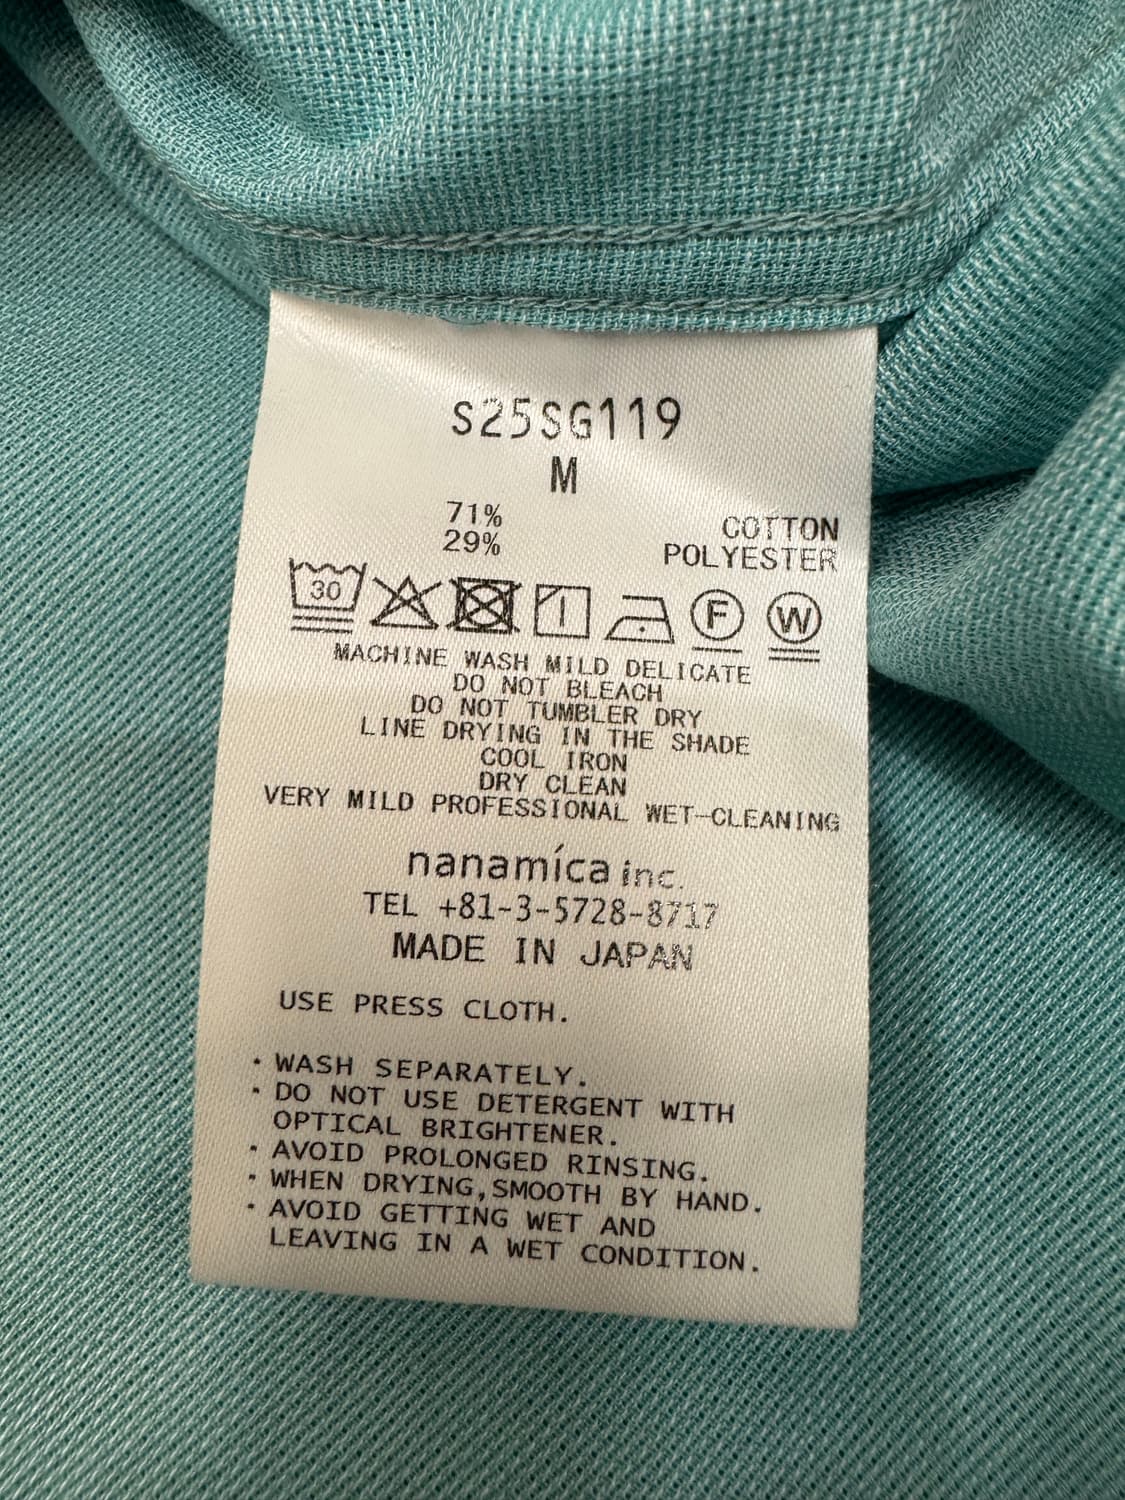 S25SG119
M
71% COTTON
29% POLYESTER
30 F W
MACHINE WASH MILD DELICATE
DO NOT BLEACH
DO NOT TUMBLER DRY
LINE DRYING IN THE SHADE
COOL IRON
DRY CLEAN
VERY MILD PROFESSIONAL WET-CLEANING
nanamíca inc.
TEL +81-3-5728-8717
MADE IN JAPAN
USE PRESS CLOTH.
・WASH SEPARATELY.
・DO NOT USE DETERGENT WITH
OPTICAL BRIGHTENER.
・AVOID PROLONGED RINSING.
・WHEN DRYING,SMOOTH BY HAND.
・AVOID GETTING WET AND
LEAVING IN A WET CONDITION.